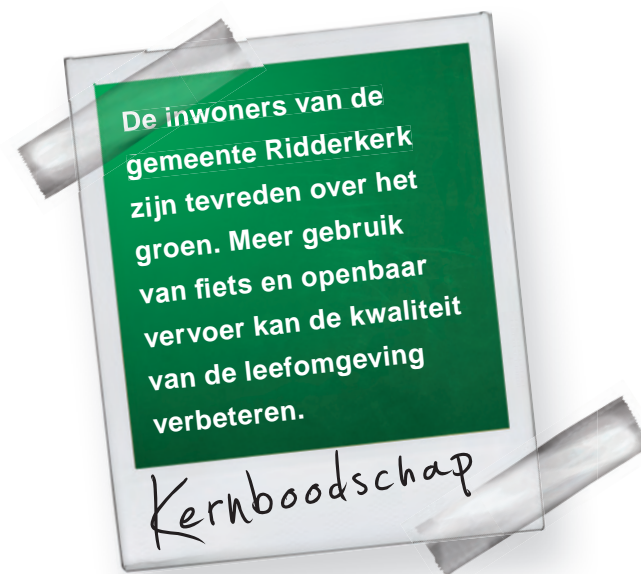 De inwoners van de
gemeente Ridderkerk
zijn tevreden over het
groen. Meer gebruik
van fiets en openbaar
vervoer kan de kwaliteit
van de leefomgeving
verbeteren.
Kernboodschap